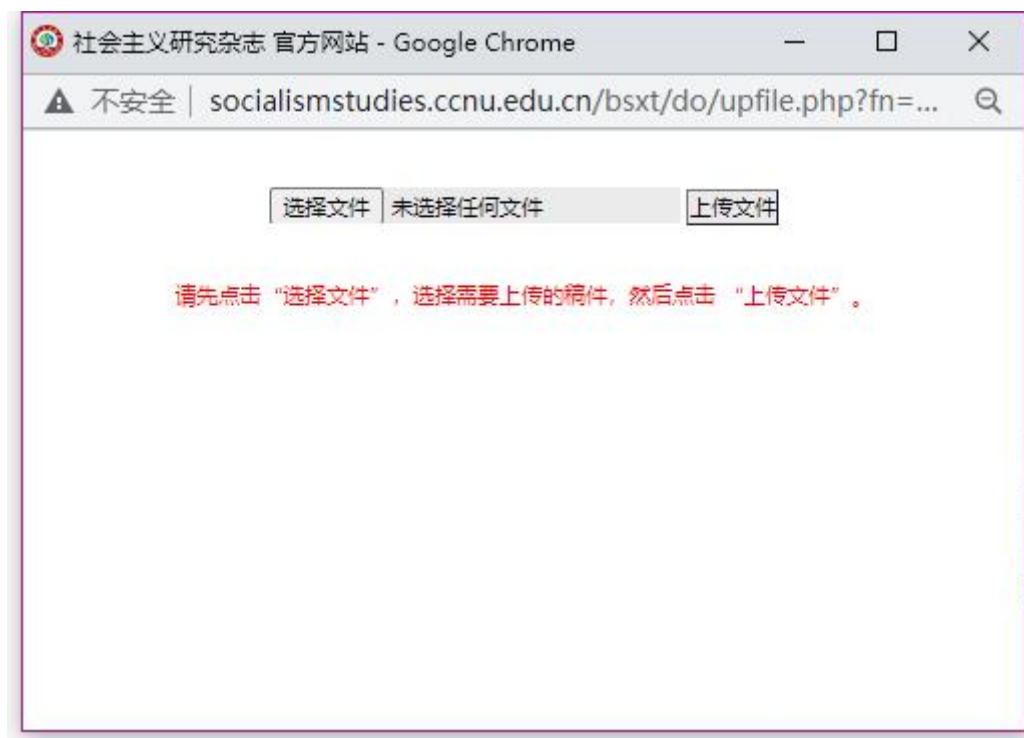 社会主义研究杂志 官方网站 - Google Chrome
不安全 | socialismstudies.ccnu.edu.cn/bsxt/do/upfile.php?fn=...
选择文件 未选择任何文件 上传文件
请先点击“选择文件”,选择需要上传的稿件,然后点击 “上传文件”。